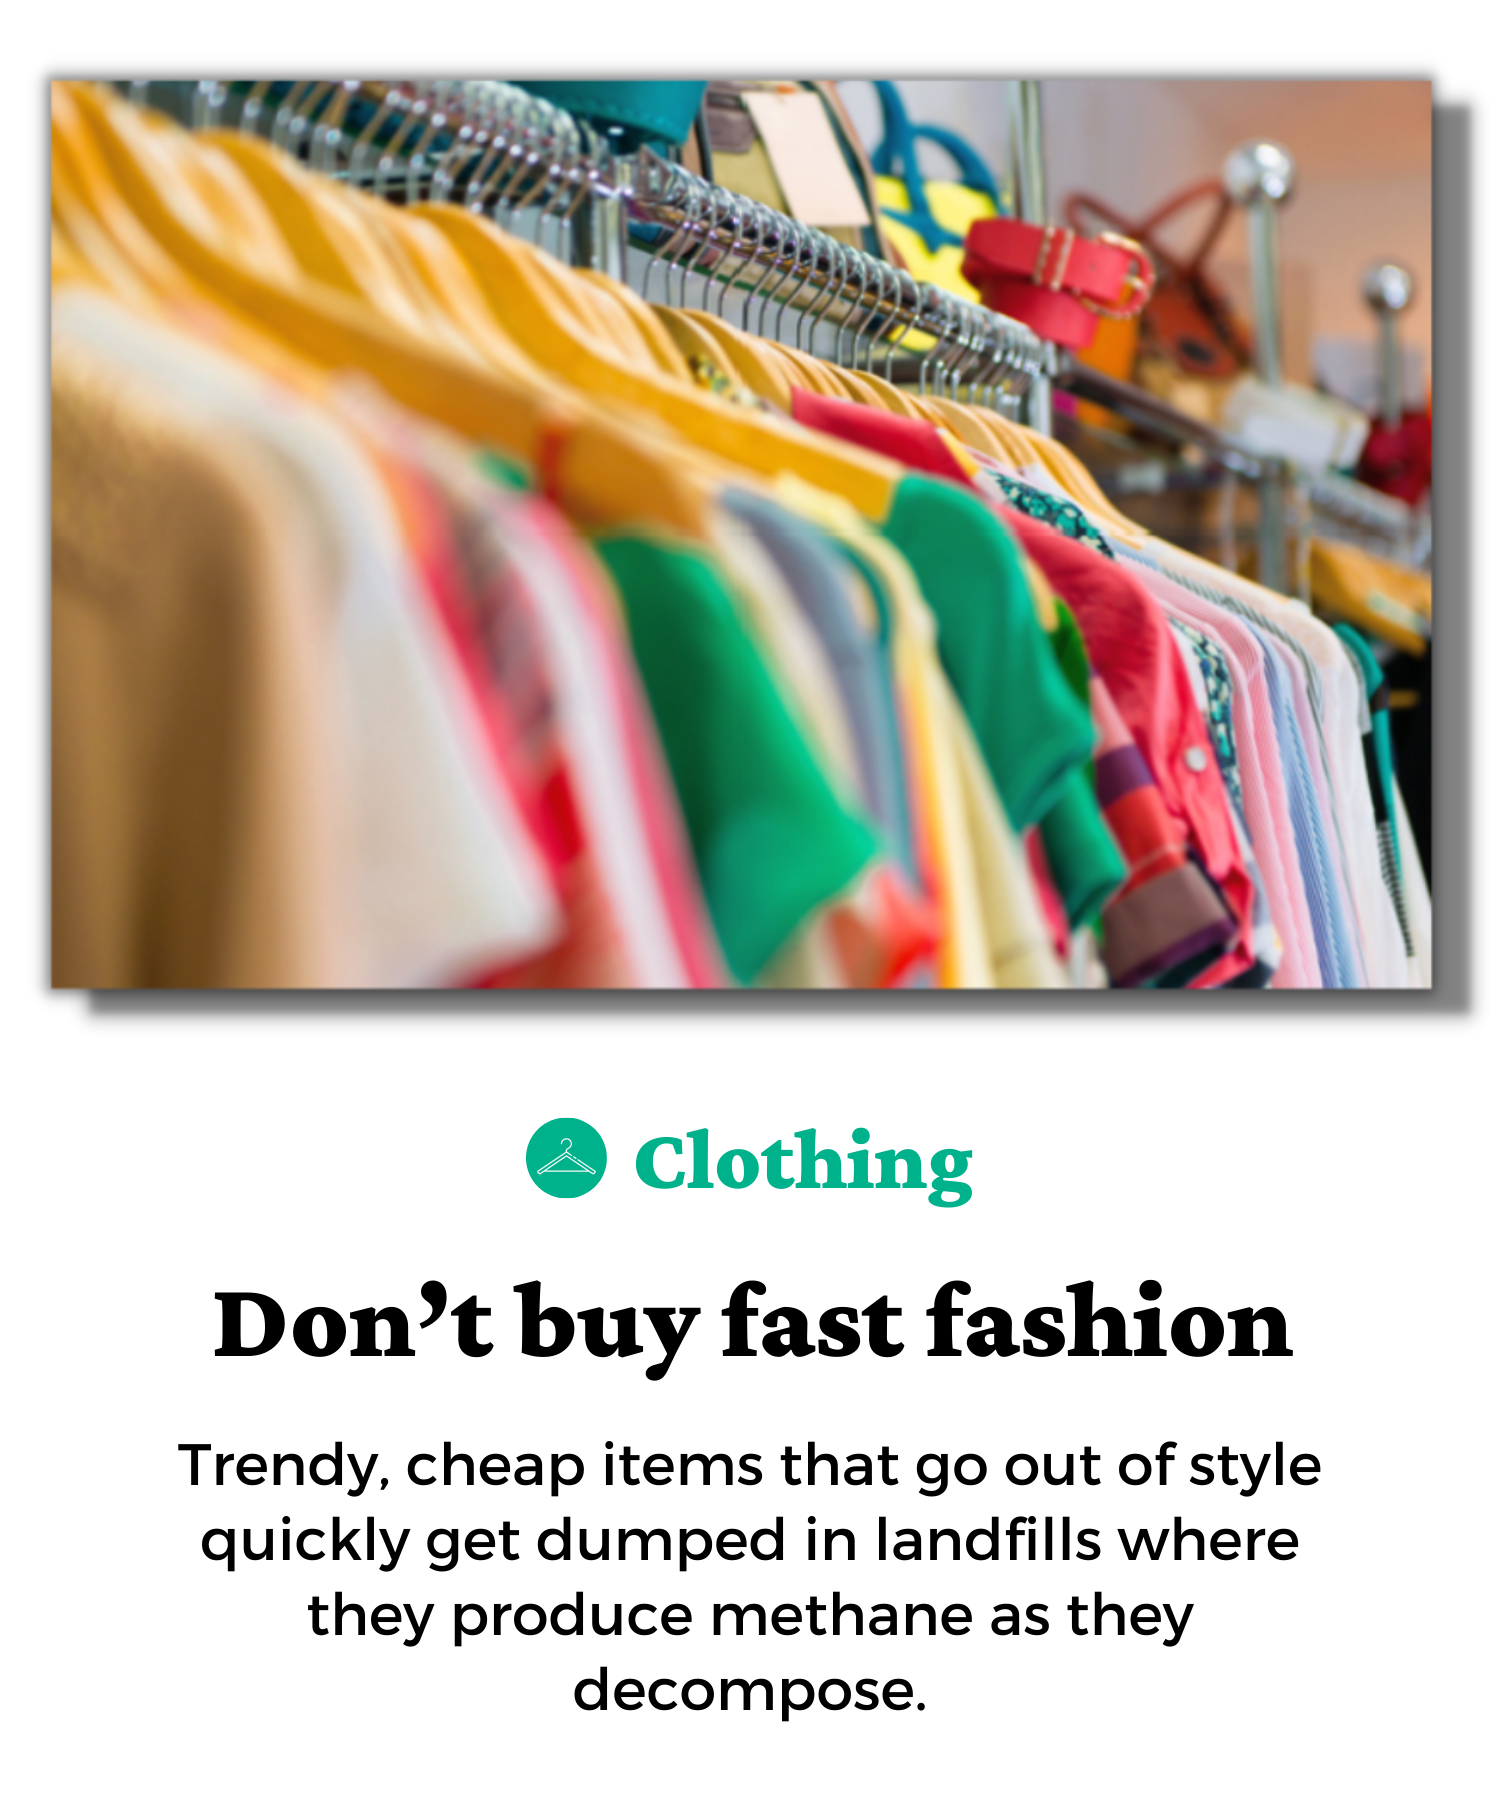 Clothing
Don’t buy fast fashion
Trendy, cheap items that go out of style
quickly get dumped in landfills where
they produce methane as they
decompose.